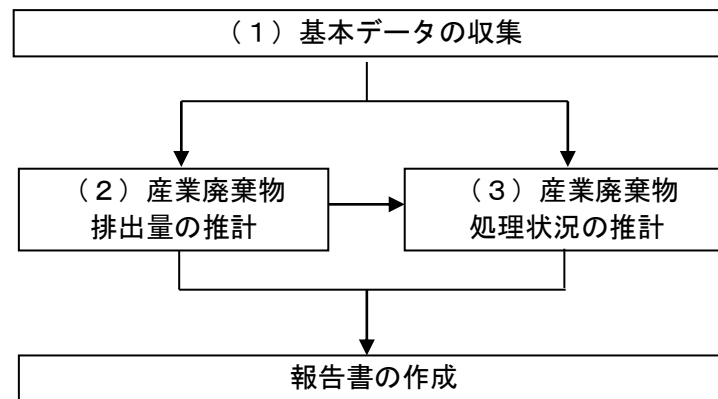 （１）基本データの収集
（２）産業廃棄物
排出量の推計
（３）産業廃棄物
処理状況の推計
報告書の作成